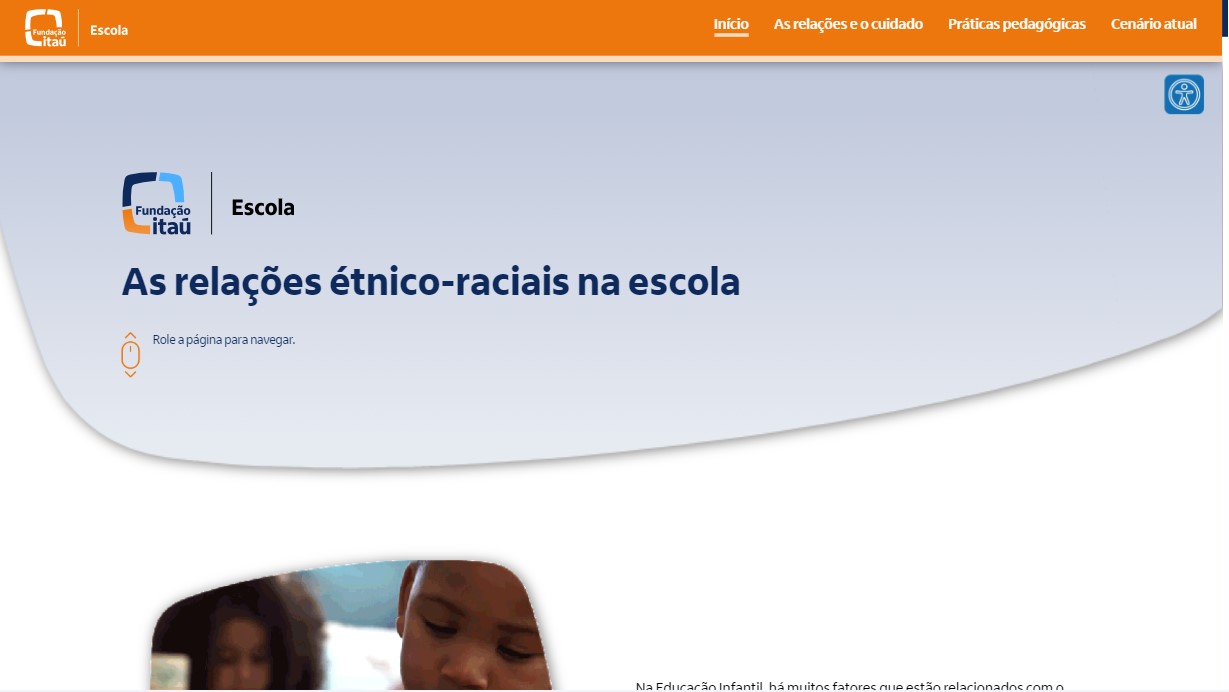 Fundação
itaú
Escola
Início
As relações e o cuidado
Práticas pedagógicas
Cenário atual
Fundação
itaú
Escola
As relações étnico-raciais na escola
Role a página para navegar.
Na Educação Infantil, há muitos fatores que estão relacionados com o